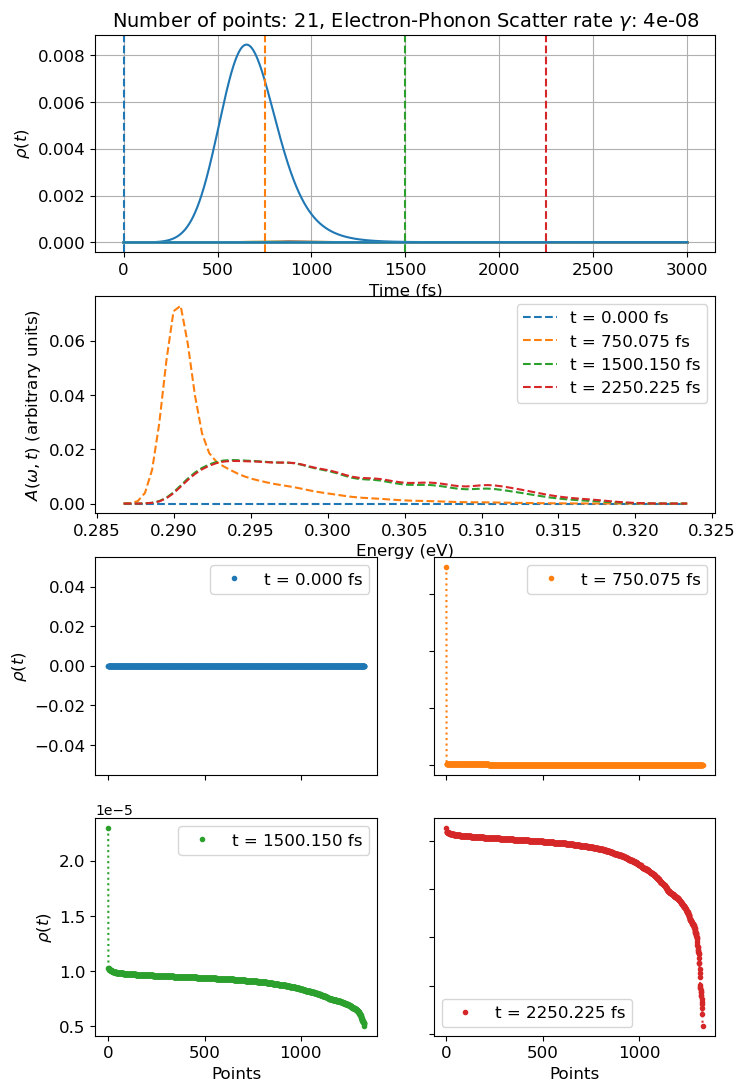 Number of points: 21, Electron-Phonon Scatter rate γ: 4e-08
ρ(t)
0.008
0.006
0.004
0.002
0.000
0 500 1000 1500 2000 2500 3000
Time (fs)
A(ω, t) (arbitrary units)
0.06
0.04
0.02
0.00
t = 0.000 fs
t = 750.075 fs
t = 1500.150 fs
t = 2250.225 fs
0.285 0.290 0.295 0.300 0.305 0.310 0.315 0.320 0.325
Energy (eV)
ρ(t)
0.04
0.02
0.00
−0.02
−0.04
t = 0.000 fs
t = 750.075 fs
1e−5
ρ(t)
2.0
1.5
1.0
0.5
t = 1500.150 fs
0 500 1000
Points
t = 2250.225 fs
0 500 1000
Points